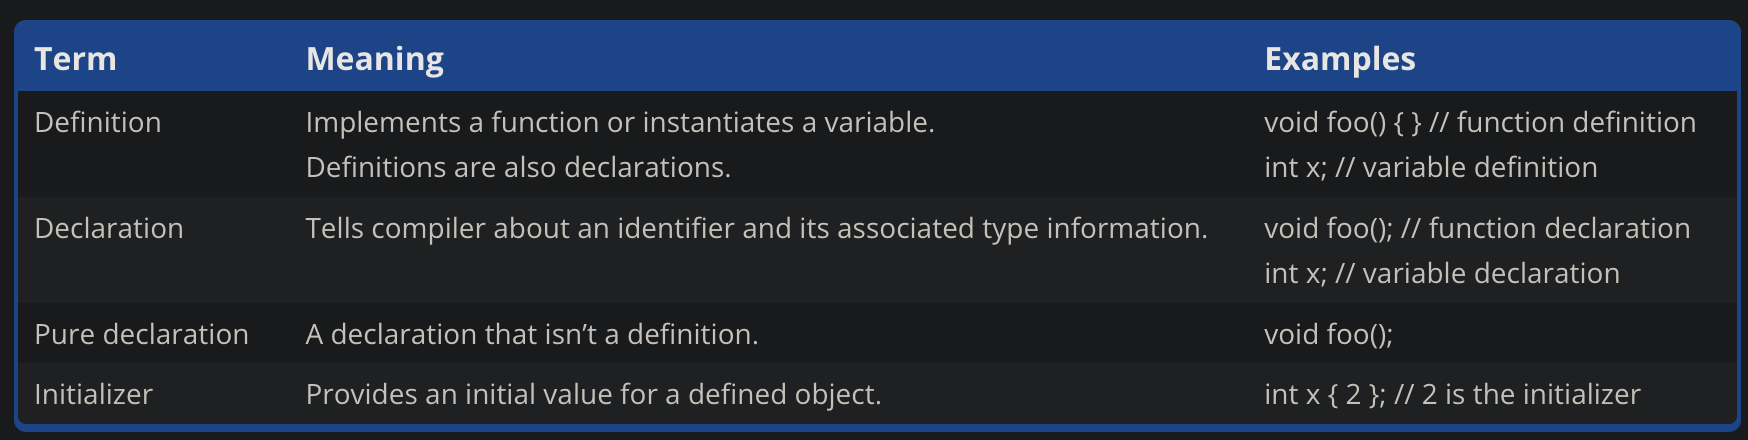 Term Meaning Examples
Definition Implements a function or instantiates a variable. void foo() { } // function definition
Definitions are also declarations. int x; // variable definition
Declaration Tells compiler about an identifier and its associated type information. void foo(); // function declaration
int x; // variable declaration
Pure declaration A declaration that isn’t a definition. void foo();
Initializer Provides an initial value for a defined object. int x { 2 }; // 2 is the initializer